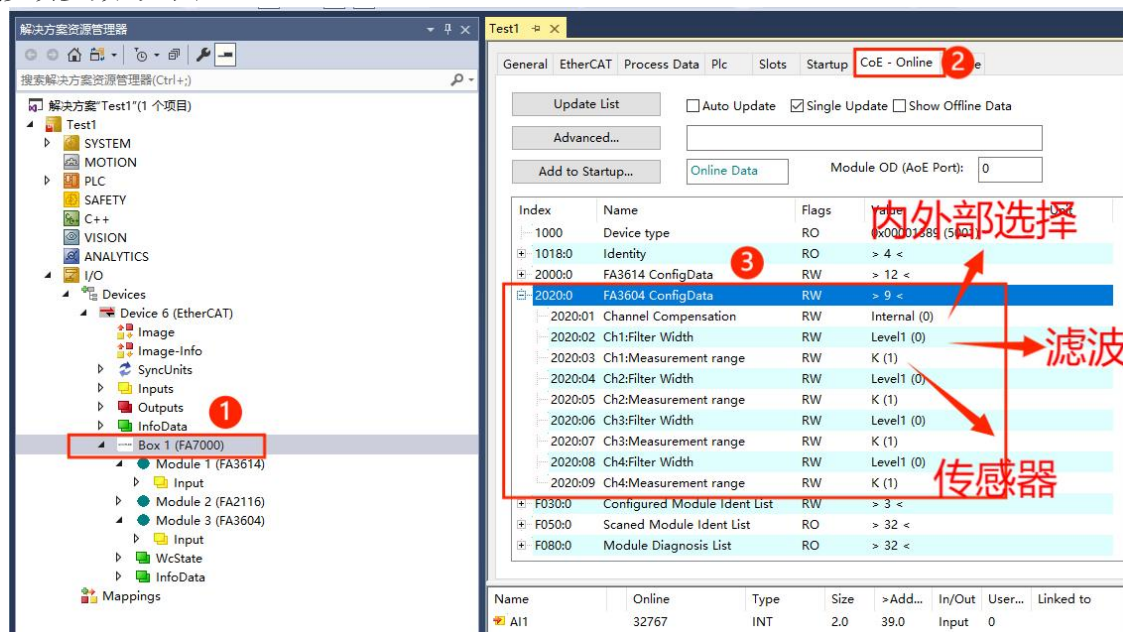 解决方案资源管理器
搜索解决方案资源管理器(Ctrl+;)
解决方案"Test1"(1 个项目)
Test1
SYSTEM
MOTION
PLC
SAFETY
C++
VISION
ANALYTICS
I/O
Devices
Device 6 (EtherCAT)
Image
Image-Info
SyncUnits
Inputs
Outputs
InfoData
1
Box 1 (FA7000)
Module 1 (FA3614)
Input
Module 2 (FA2116)
Module 3 (FA3604)
Input
WcState
InfoData
Mappings
Test1
General EtherCAT Process Data Plc Slots Startup CoE - Online 2
Update List Auto Update Single Update Show Offline Data
Advanced...
Add to Startup... Online Data Module OD (AoE Port): 0
Index Name Flags
内外部选择
1000 Device type RO
1018:0 Identity RO > 4 <
3
2000:0 FA3614 ConfigData RW > 12 <
2020:0 FA3604 ConfigData RW > 9 <
2020:01 Channel Compensation RW Internal (0)
2020:02 Ch1:Filter Width RW Level1 (0)
滤波
2020:03 Ch1:Measurement range RW K (1)
2020:04 Ch2:Filter Width RW Level1 (0)
2020:05 Ch2:Measurement range RW K (1)
2020:06 Ch3:Filter Width RW Level1 (0)
2020:07 Ch3:Measurement range RW K (1)
2020:08 Ch4:Filter Width RW Level1 (0)
传感器
2020:09 Ch4:Measurement range RW K (1)
F030:0 Configured Module Ident List RW > 3 <
F050:0 Scaned Module Ident List RO > 32 <
F080:0 Module Diagnosis List RO > 32 <
Name Online Type Size >Add... In/Out User... Linked to
AI1 32767 INT 2.0 39.0 Input 0